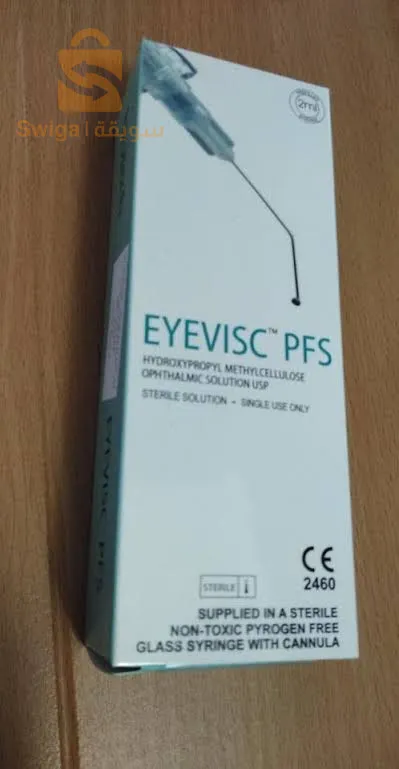 Swiga | سويقة
2ml
EYEVISC™ PFS
HYDROXYPROPYL METHYLCELLULOSE
OPHTHALMIC SOLUTION USP
STERILE SOLUTION - SINGLE USE ONLY
EYEVISC PFS
CE
2460
STERILE
SUPPLIED IN A STERILE
NON-TOXIC PYROGEN FREE
GLASS SYRINGE WITH CANNULA